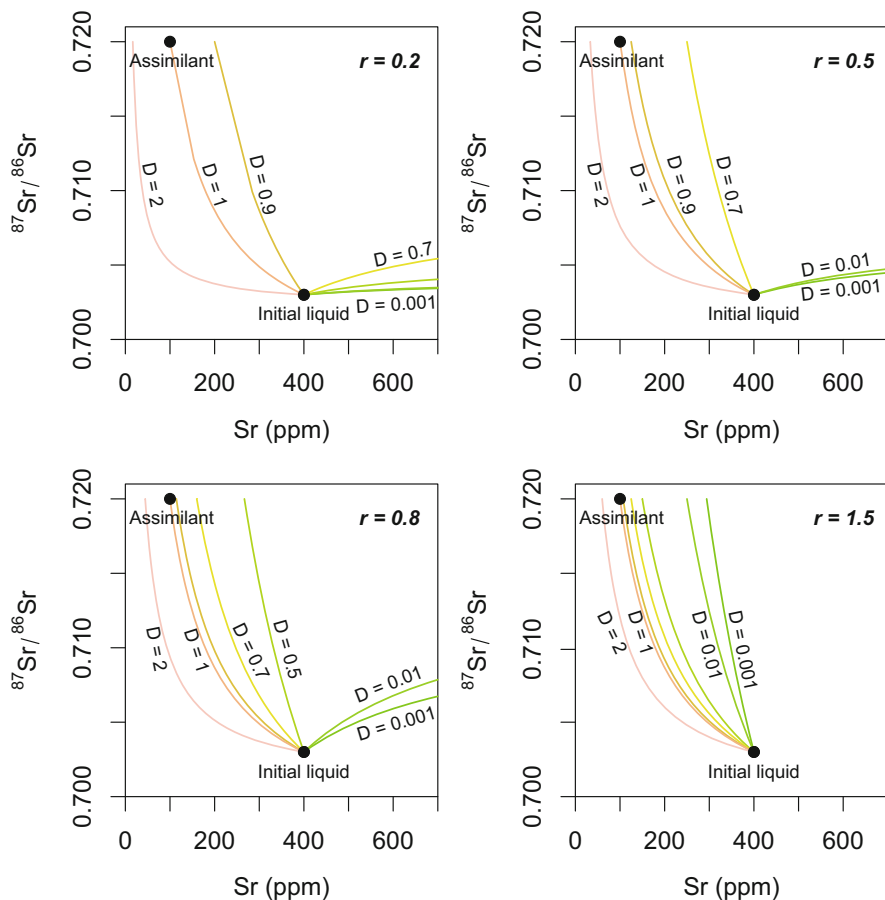 0.720
0.710
0.700
87Sr/86Sr
Assimilant
r = 0.2
D = 2
D = 1
D = 0.9
D = 0.7
D = 0.001
Initial liquid
0 200 400 600
Sr (ppm)
0.720
0.710
0.700
87Sr/86Sr
Assimilant
r = 0.5
D = 2
D = 1
D = 0.9
D = 0.7
D = 0.01
D = 0.001
Initial liquid
0 200 400 600
Sr (ppm)
0.720
0.710
0.700
87Sr/86Sr
Assimilant
r = 0.8
D = 2
D = 1
D = 0.7
D = 0.5
D = 0.01
D = 0.001
Initial liquid
0 200 400 600
Sr (ppm)
0.720
0.710
0.700
87Sr/86Sr
Assimilant
r = 1.5
D = 2
D = 1
D = 0.01
D = 0.001
Initial liquid
0 200 400 600
Sr (ppm)